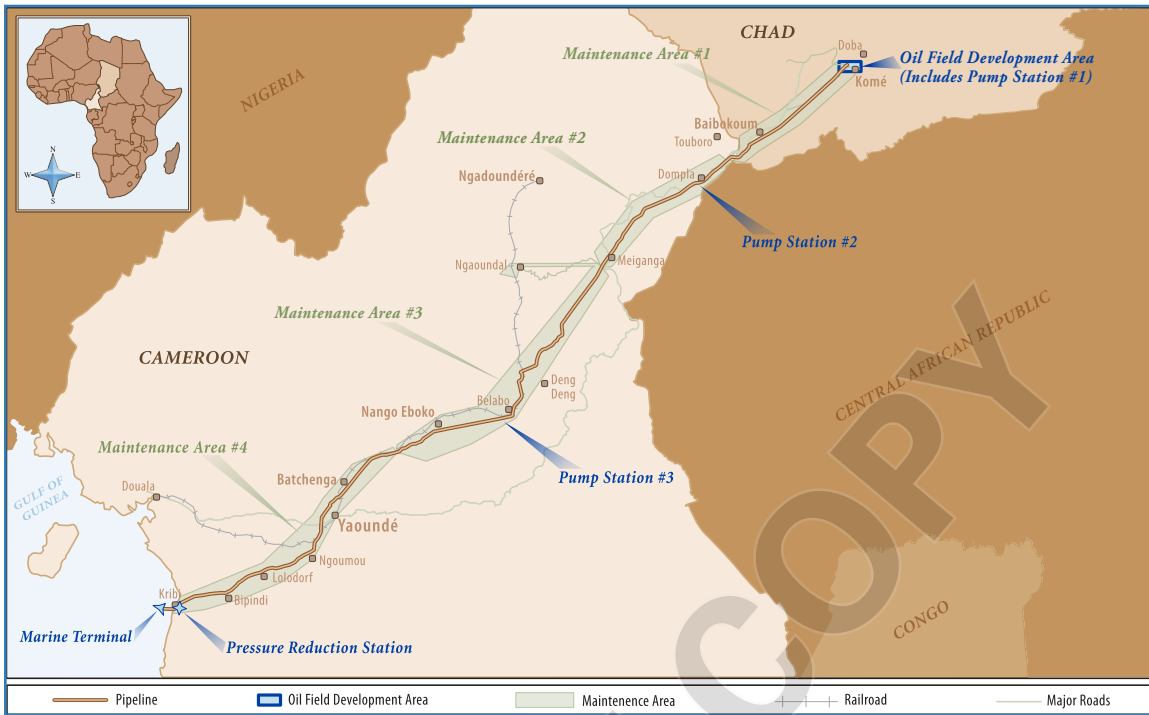 CHAD
Doba
Maintenance Area #1
Oil Field Development Area
(Includes Pump Station #1)
Komé
NIGERIA
Baibokoum
Touboro
Maintenance Area #2
N
W
E
S
Ngadoundéré
Dompla
Pump Station #2
Ngaoundal
Meiganga
Maintenance Area #3
CENTRAL AFRICAN REPUBLIC
CAMEROON
Deng
Deng
Belabo
Nango Eboko
Maintenance Area #4
Pump Station #3
Batchenga
Douala
GULF OF
GUINEA
Yaoundé
Ngoumou
Lolodorf
Kribi
Bipindi
CONGO
Marine Terminal
Pressure Reduction Station
COPY
Pipeline
Oil Field Development Area
Maintenence Area
Railroad
Major Roads